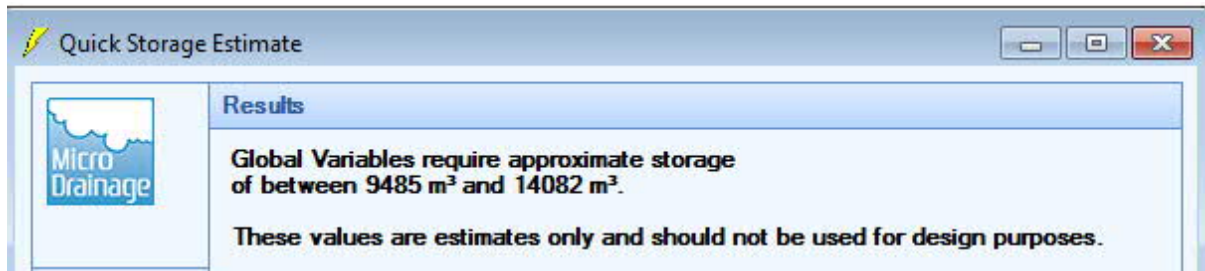 Quick Storage Estimate
Results
Micro
Drainage
Global Variables require approximate storage
of between 9485 m³ and 14082 m³.
These values are estimates only and should not be used for design purposes.